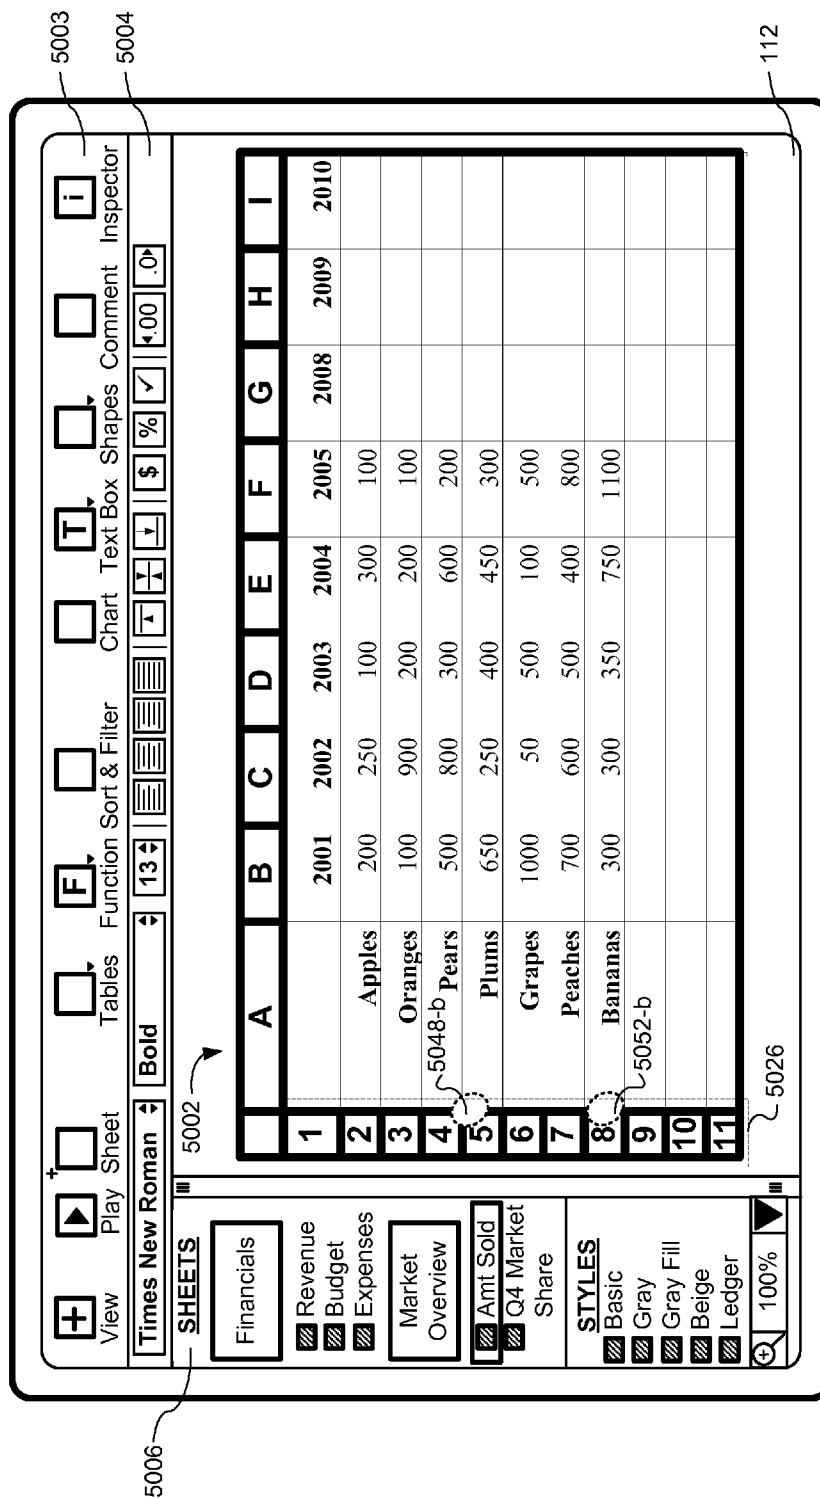 5003
5004
View Play Sheet Tables Function Sort & Filter Chart Text Box Shapes Comment Inspector
+ F T i
Times New Roman Bold 13 $ % ✓ .00 .0
5006
5002
SHEETS
Financials
Revenue
Budget
Expenses
Market
Overview
Amt Sold
Q4 Market
Share
STYLES
Basic
Gray
Gray Fill
Beige
Ledger
100%
A B C D E F G H I
1 2001 2002 2003 2004 2005 2008 2009 2010
2 Apples 200 250 100 300 100
3 Oranges 100 900 200 200 100
4 Pears 500 800 300 600 200
5 Plums 650 250 400 450 300
6 Grapes 1000 50 500 100 500
7 Peaches 700 600 500 400 800
8 Bananas 300 300 350 750 1100
9
10
11
5048-b
5052-b
5026
112